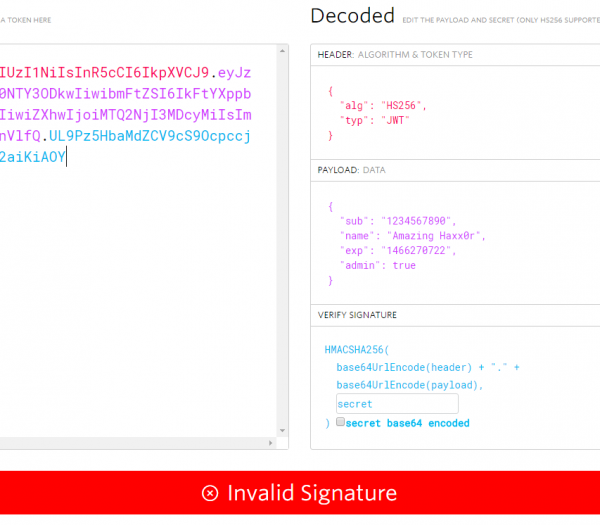 A TOKEN HERE
Decoded EDIT THE PAYLOAD AND SECRET (ONLY HS256 SUPPORTE
IUzI1NiIsInR5cCI6IkpXVCJ9.eyJz
0NTY3ODkwIiwibmFtZSI6IkFtYXppb
IiwiZXhwIjoiMTQ2NjI3MDcyMiIsIm
nVlfQ.UL9Pz5HbaMdZCV9cS9Ocpccj
2aiKiAOY
HEADER: ALGORITHM & TOKEN TYPE
{
"alg": "HS256",
"typ": "JWT"
}
PAYLOAD: DATA
{
"sub": "1234567890",
"name": "Amazing Haxx0r",
"exp": "1466270722",
"admin": true
}
VERIFY SIGNATURE
HMACSHA256(
base64UrlEncode(header) + "." +
base64UrlEncode(payload),
secret
) secret base64 encoded
Invalid Signature